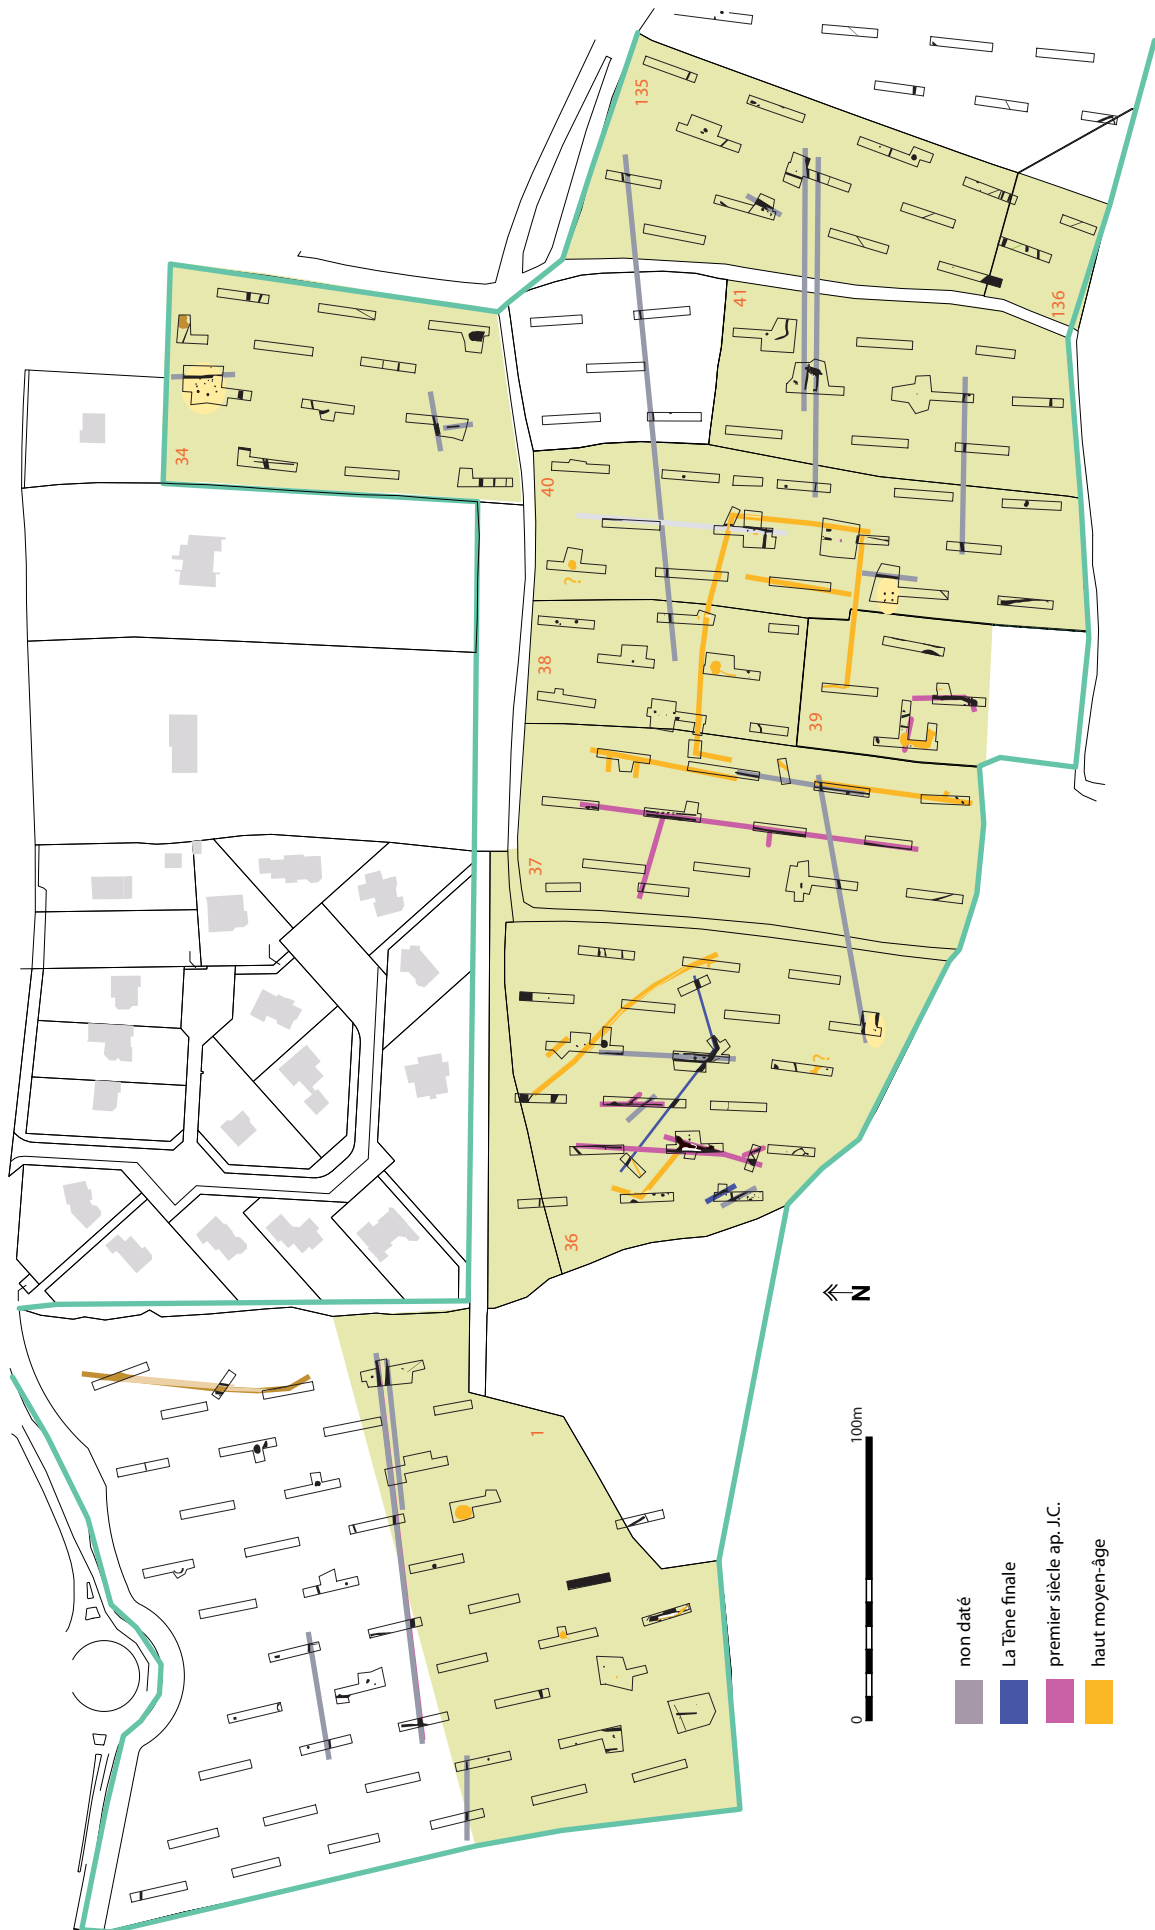 135
34
41
136
40
?
38
39
37
?
36
N
1
0
100m
non daté
La Tène finale
premier siècle ap. J.C.
haut moyen-âge